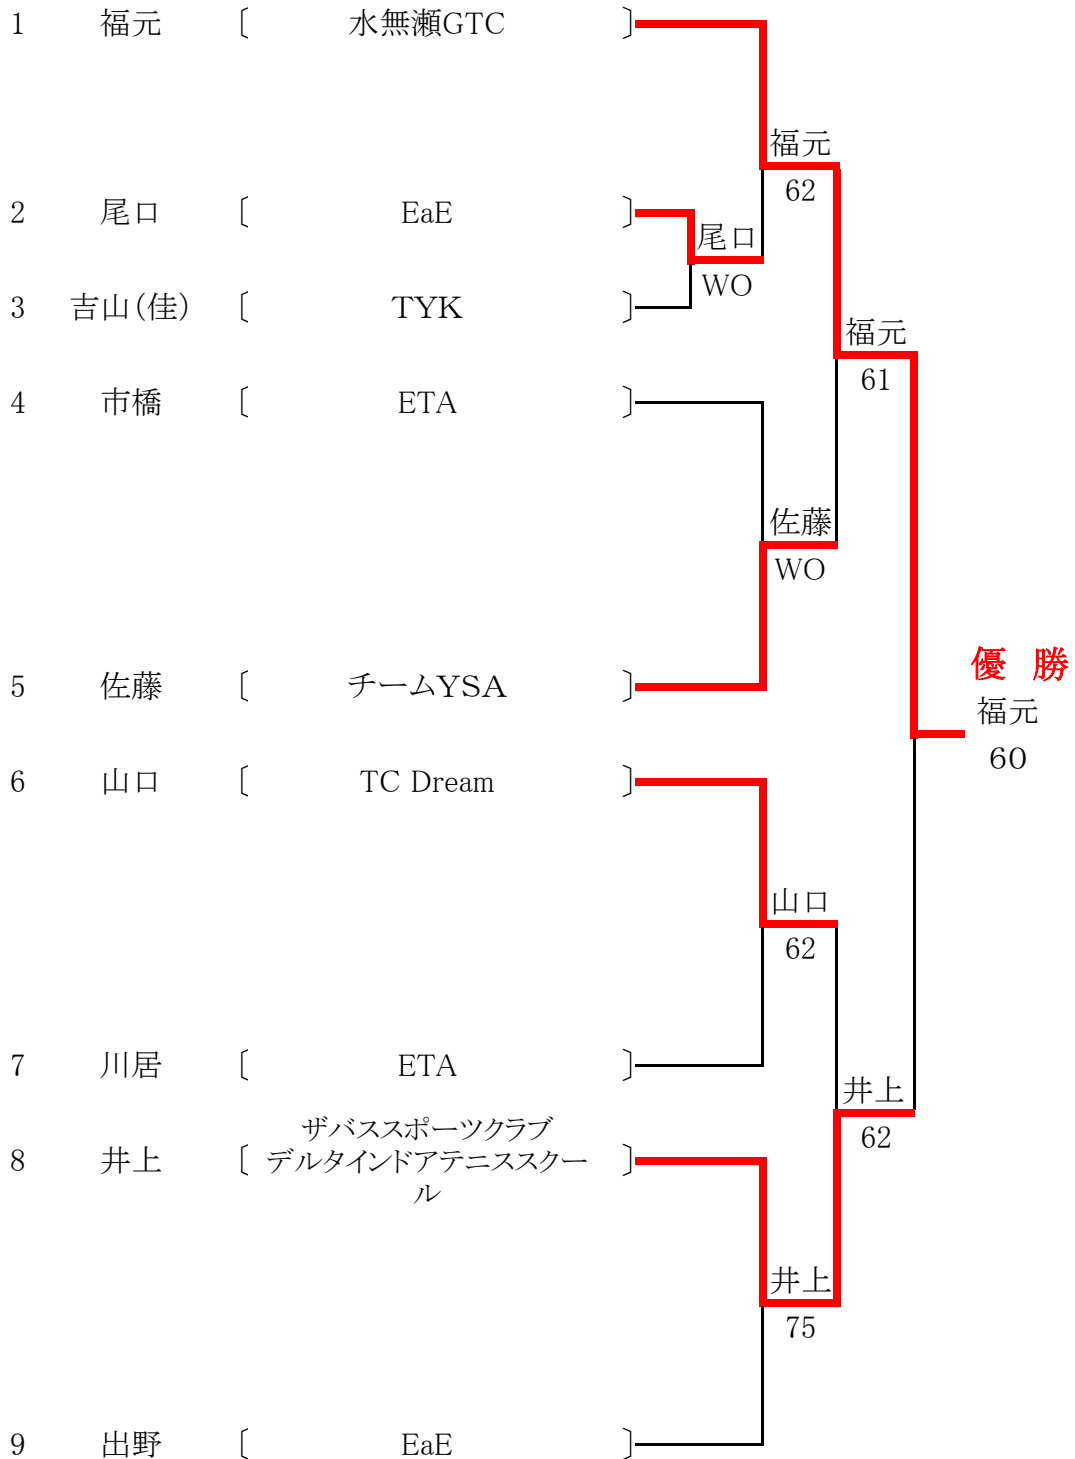 1 福元 〔 水無瀬GTC 〕
福元
62
2 尾口 〔 EaE 〕
尾口
WO
3 吉山(佳) 〔 TYK 〕
福元
61
4 市橋 〔 ETA 〕
佐藤
WO
5 佐藤 〔 チームYSA 〕
優 勝
福元
60
6 山口 〔 TC Dream 〕
山口
62
7 川居 〔 ETA 〕
井上
62
8 井上 〔 ザバススポーツクラブ
デルタインドアテニススクー
ル 〕
井上
75
9 出野 〔 EaE 〕